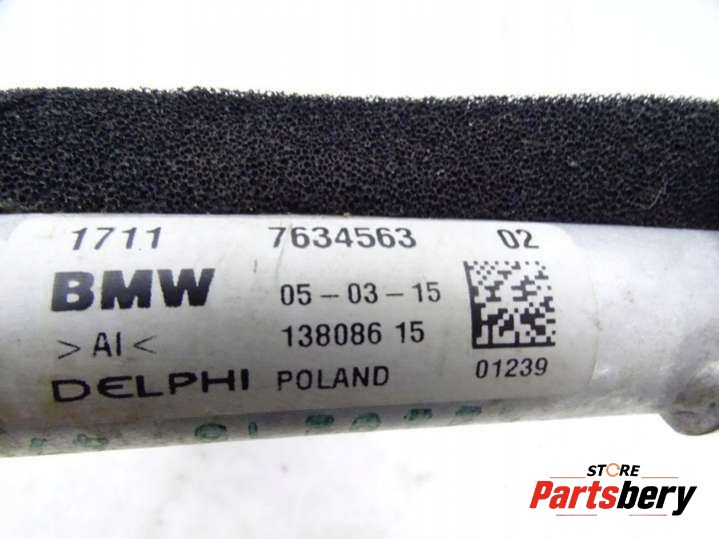 1711 7634563 02
BMW 05-03-15
>Al< 138086 15
DELPHI POLAND 01239
STORE
Partsbery